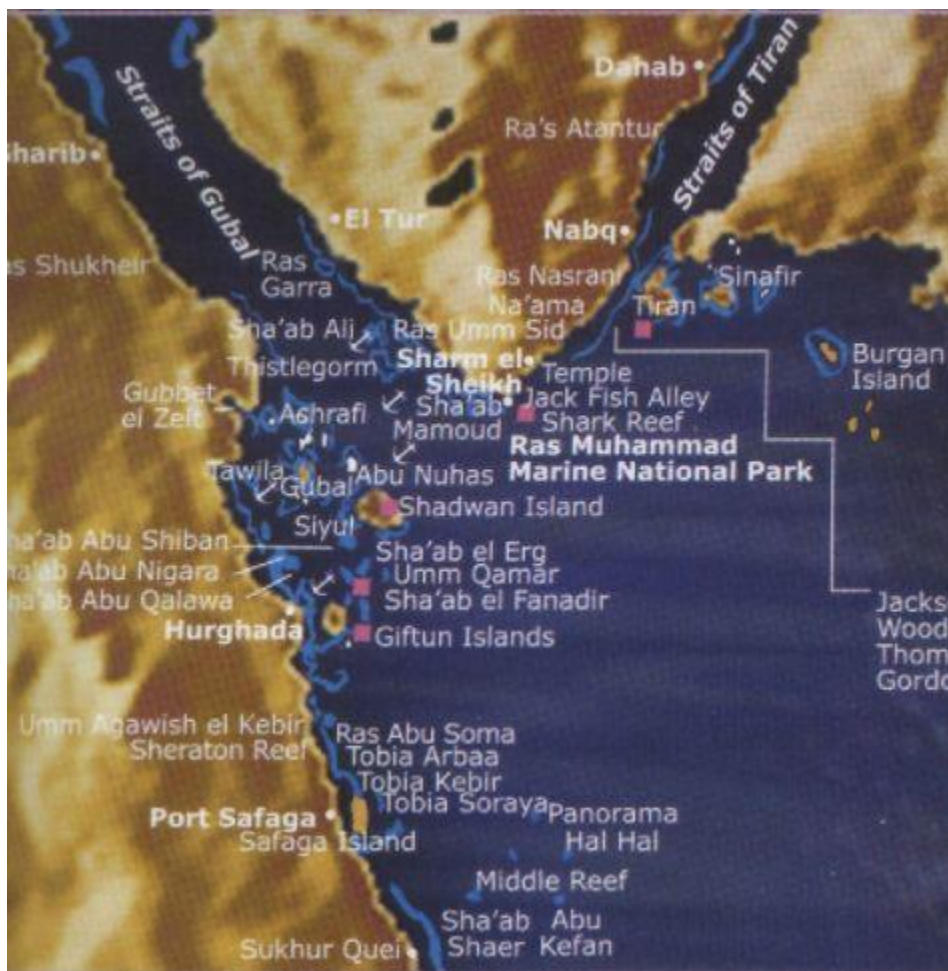 Straits of Gubal
Straits of Tiran
Dahab
Ra's Atantur
Sharib
El Tur
Nabq
Ras
Garra
Shukheir
Ras Nasrani
Na'ama
Sinafir
Tiran
Sha'ab Ali
Thistlegorm
Ras Umm Sid
Sharm el
Sheikh
Temple
Burgan
Island
Gubbet
el Zeit
Ashrafi
Sha'ab
Mamoud
Jack Fish Alley
Shark Reef
Ras Muhammad
Marine National Park
Tawila
Gubal
Abu Nuhas
Siyul
Shadwan Island
Sha'ab Abu Shiban
Sha'ab Abu Nigara
Sha'ab Abu Qalawa
Sha'ab el Erg
Umm Qamar
Sha'ab el Fanadir
Hurghada
Giftun Islands
Jacks
Wood
Thom
Gordo
Umm Agawish el Kebir
Sheraton Reef
Ras Abu Soma
Tobia Arbaa
Tobia Kebir
Tobia Soraya
Port Safaga
Safaga Island
Panorama
Hal Hal
Middle Reef
Sha'ab
Shaer
Abu
Kefan
Sukhur Quei